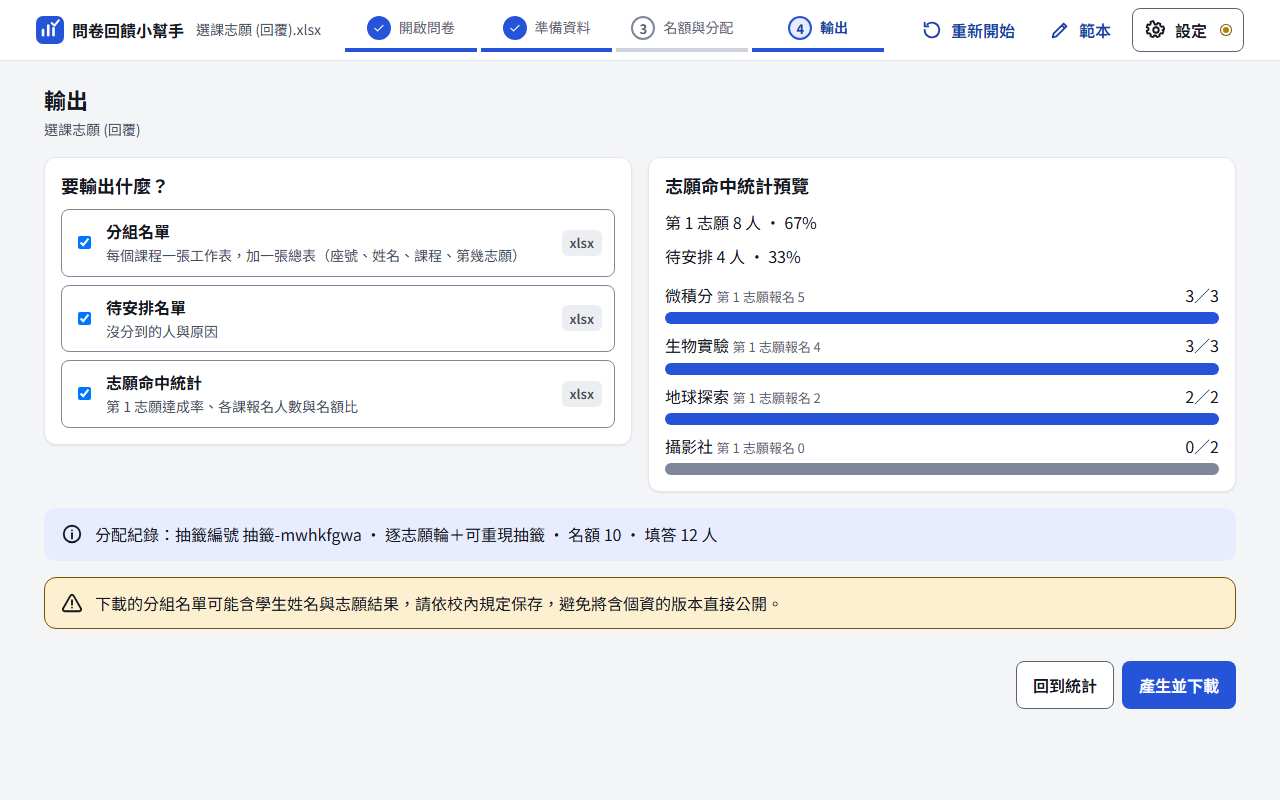 問卷回饋小幫手 選課志願 (回覆).xlsx 開啟問卷 準備資料 3 名額與分配 4 輸出 重新開始 範本 設定
輸出
選課志願 (回覆)
要輸出什麼？
分組名單
每個課程一張工作表，加一張總表（座號、姓名、課程、第幾志願）
xlsx
待安排名單
沒分到的人與原因
xlsx
志願命中統計
第 1 志願達成率、各課報名人數與名額比
xlsx
志願命中統計預覽
第 1 志願 8 人 · 67%
待安排 4 人 · 33%
微積分 第 1 志願報名 5 3／3
生物實驗 第 1 志願報名 4 3／3
地球探索 第 1 志願報名 2 2／2
攝影社 第 1 志願報名 0 0／2
分配紀錄：抽籤編號 抽籤-mwhkfgwa · 逐志願輪＋可重現抽籤 · 名額 10 · 填答 12 人
下載的分組名單可能含學生姓名與志願結果，請依校內規定保存，避免將含個資的版本直接公開。
回到統計 產生並下載